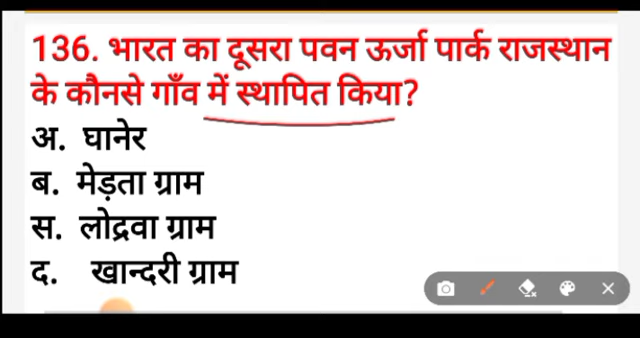 136. भारत का दूसरा पवन ऊर्जा पार्क राजस्थान
के कौनसे गाँव में स्थापित किया?
अ. घानेर
ब. मेड़ता ग्राम
स. लोद्रवा ग्राम
द. खान्दरी ग्राम